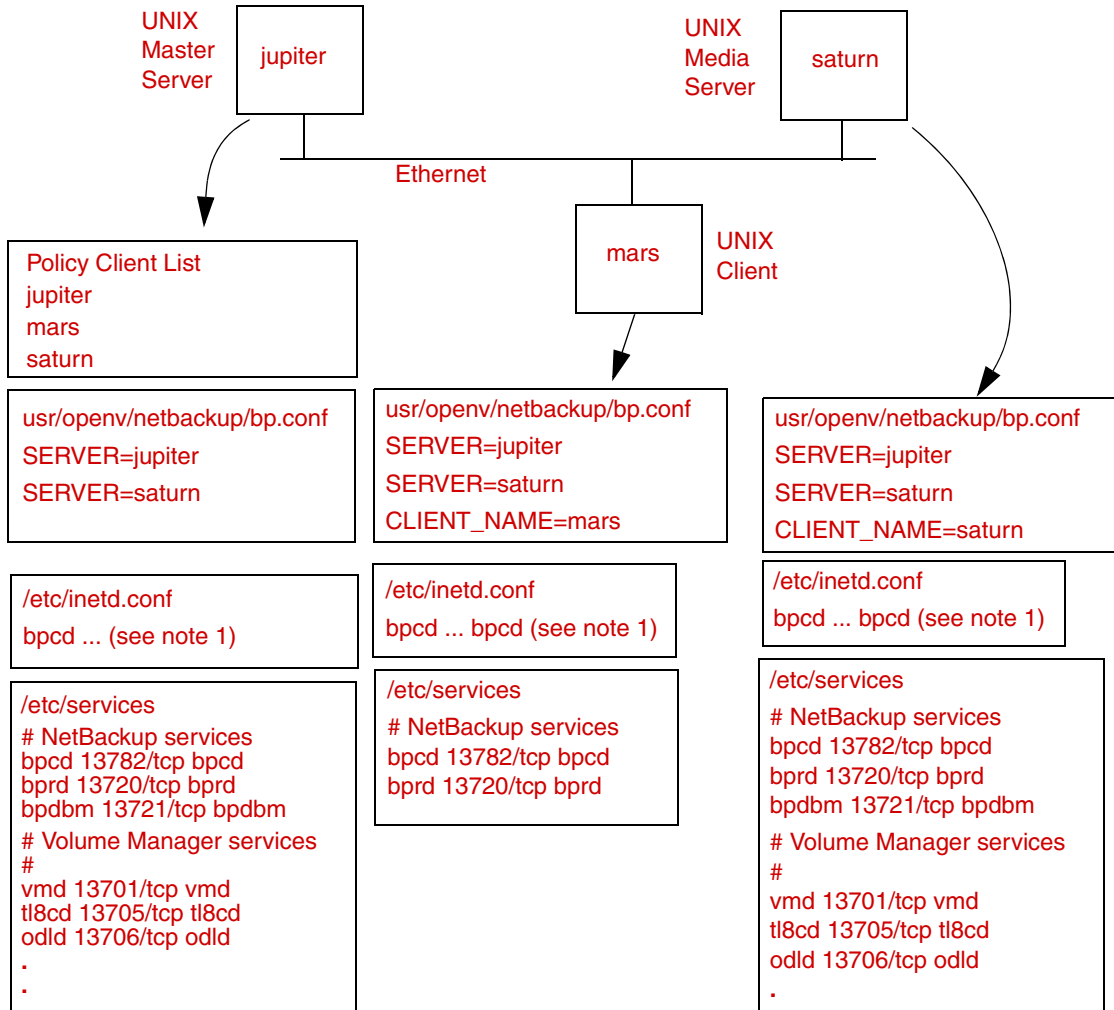 UNIX
Master
Server
jupiter
UNIX
Media
Server
saturn
Ethernet
mars
UNIX
Client
Policy Client List
jupiter
mars
saturn
usr/openv/netbackup/bp.conf
SERVER=jupiter
SERVER=saturn
/etc/inetd.conf
bpcd ... (see note 1)
/etc/services
# NetBackup services
bpcd 13782/tcp bpcd
bprd 13720/tcp bprd
bpdbm 13721/tcp bpdbm
# Volume Manager services
#
vmd 13701/tcp vmd
tl8cd 13705/tcp tl8cd
odld 13706/tcp odld
.
.
usr/openv/netbackup/bp.conf
SERVER=jupiter
SERVER=saturn
CLIENT_NAME=mars
/etc/inetd.conf
bpcd ... bpcd (see note 1)
/etc/services
# NetBackup services
bpcd 13782/tcp bpcd
bprd 13720/tcp bprd
usr/openv/netbackup/bp.conf
SERVER=jupiter
SERVER=saturn
CLIENT_NAME=saturn
/etc/inetd.conf
bpcd ... bpcd (see note 1)
/etc/services
# NetBackup services
bpcd 13782/tcp bpcd
bprd 13720/tcp bprd
bpdbm 13721/tcp bpdbm
# Volume Manager services
#
vmd 13701/tcp vmd
tl8cd 13705/tcp tl8cd
odld 13706/tcp odld
.